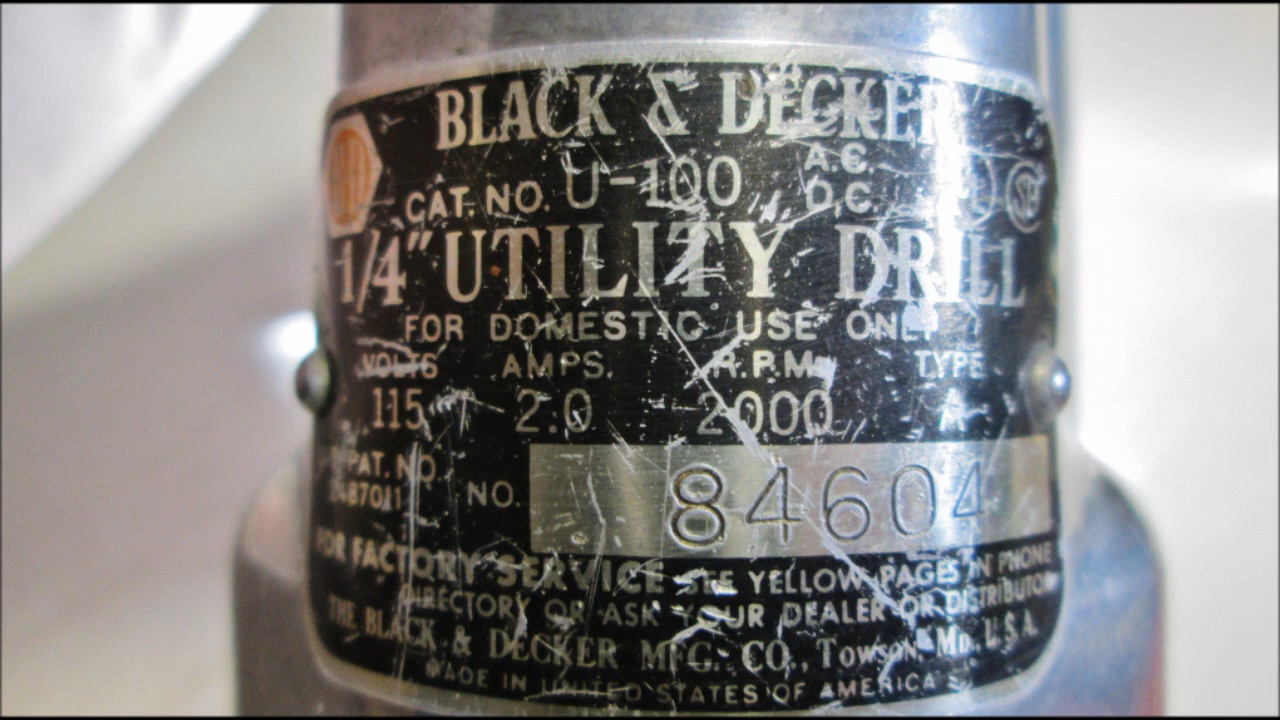 BLACK & DECKER
CAT. NO. U-100 A.C. D.C.
1/4" UTILITY DRILL
FOR DOMESTIC USE ONLY
VOLTS AMPS. R.P.M. TYPE
115 2.0 2000 A
PAT. NO.
2487011
NO. 84604
FOR FACTORY SERVICE SEE YELLOW PAGES IN PHONE
DIRECTORY OR ASK YOUR DEALER OR DISTRIBUTOR
THE BLACK & DECKER MFG. CO., Towson, Md., U.S.A.
MADE IN UNITED STATES OF AMERICA